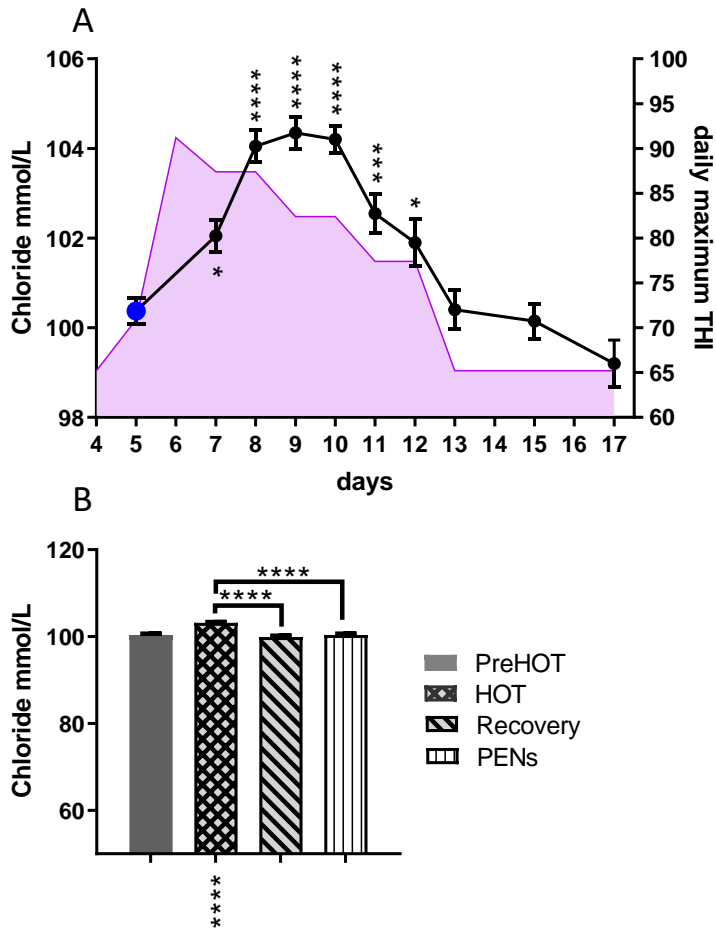 A
106
104
102
100
98
Chloride mmol/L
100
95
90
85
80
75
70
65
60
daily maximum THI
*
****
****
****
***
*
4 5 6 7 8 9 10 11 12 13 14 15 16 17
days
B
120
100
80
60
Chloride mmol/L
****
****
****
PreHOT
HOT
Recovery
PENs